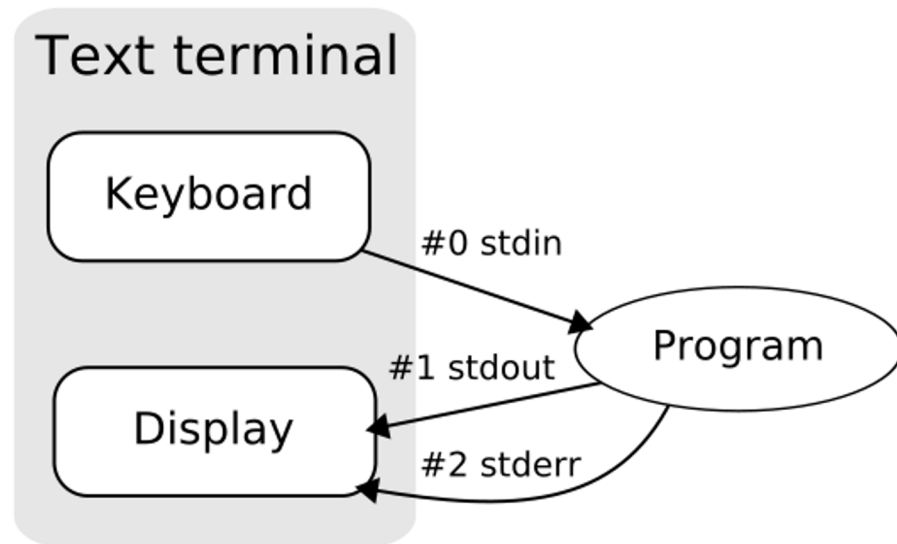 Text terminal
Keyboard
#0 stdin
Program
#1 stdout
Display
#2 stderr